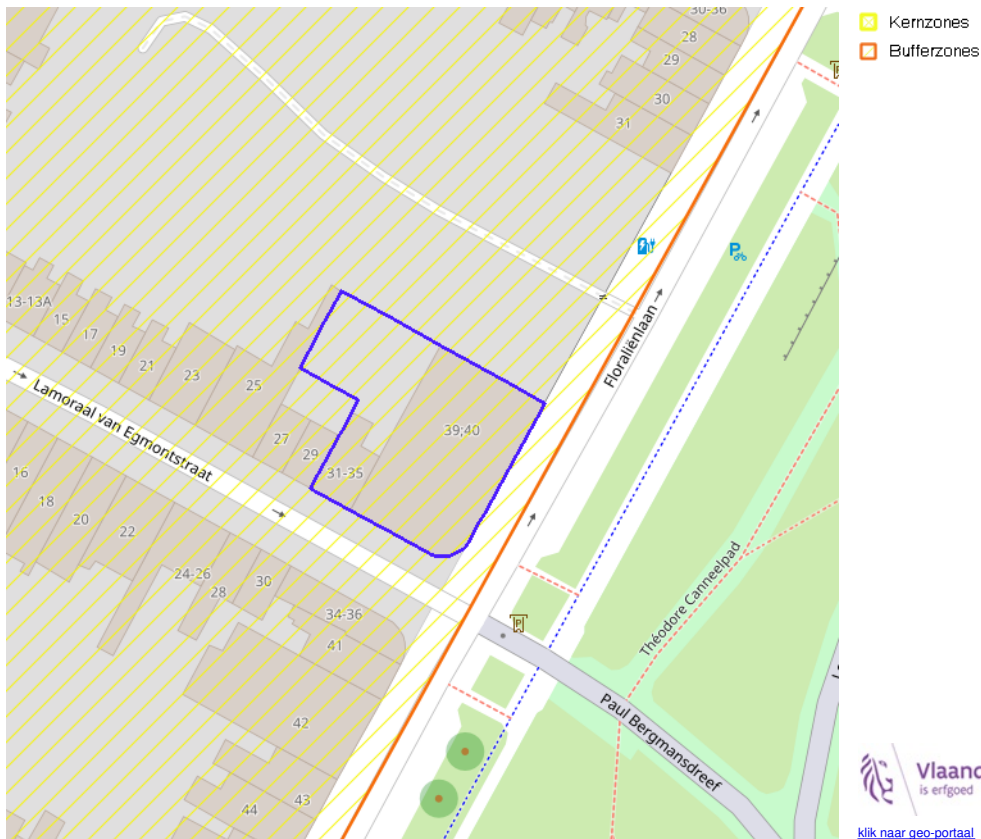 Kernzones
Bufferzones
30-36
28
29
30
31
13-13A
15
17
19
21
23
25
27
29
31-35
39;40
Floraliënlaan
Lamoraal van Egmontstraat
16
18
20
22
24-26
28
30
34-36
41
42
43
44
P
P
Théodore Canneelpad
Paul Bergmansdreef
Vlaand
is erfgoed
klik naar geo-portaal